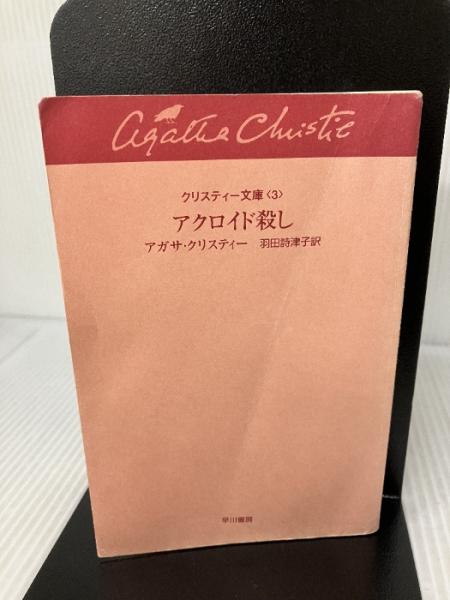 Agatha Christie
クリスティー文庫〈3〉
アクロイド殺し
アガサ・クリスティー 羽田詩津子訳
早川書房